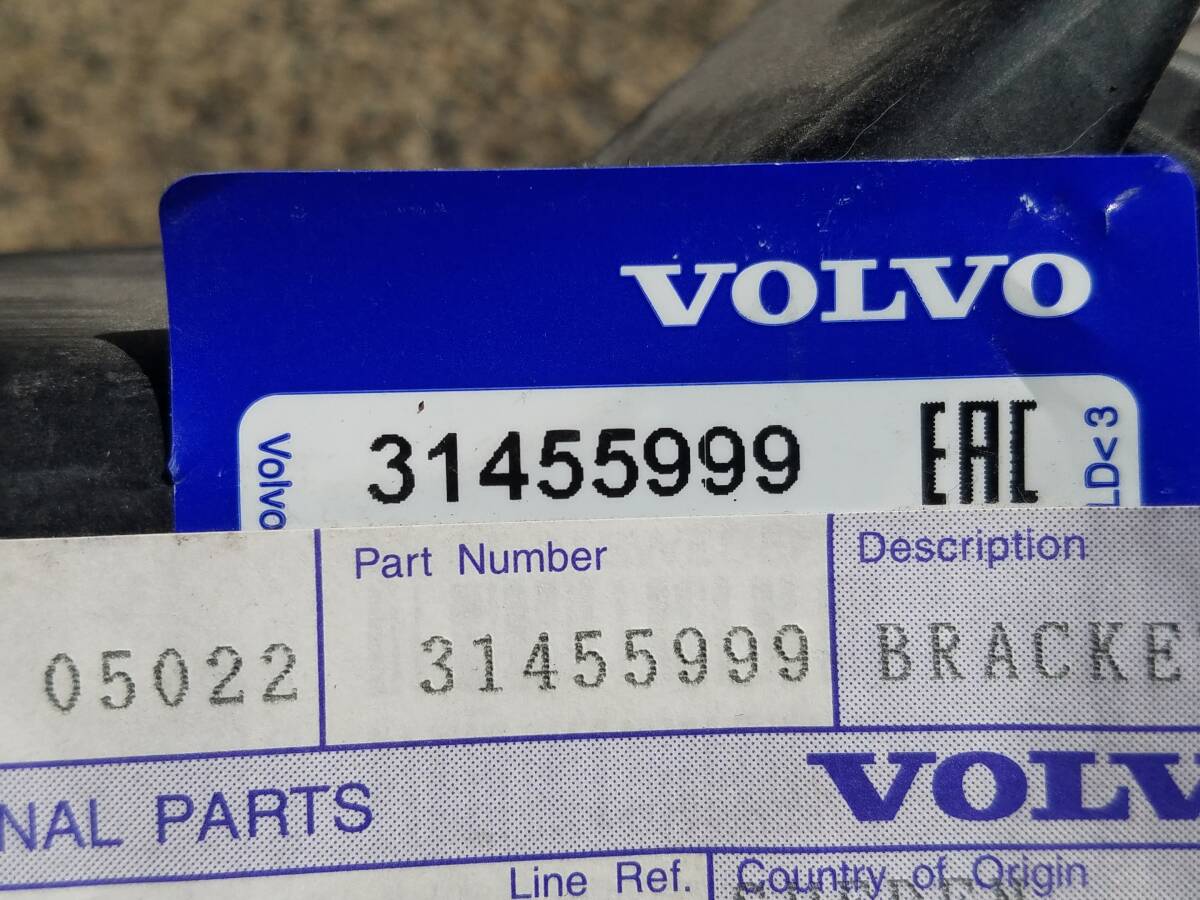 VOLVO
Volvo
31455999
EAC
LD<3
Part Number
Description
05022
31455999
BRACKE
NAL PARTS
VOLV
Line Ref.
Country of Origin